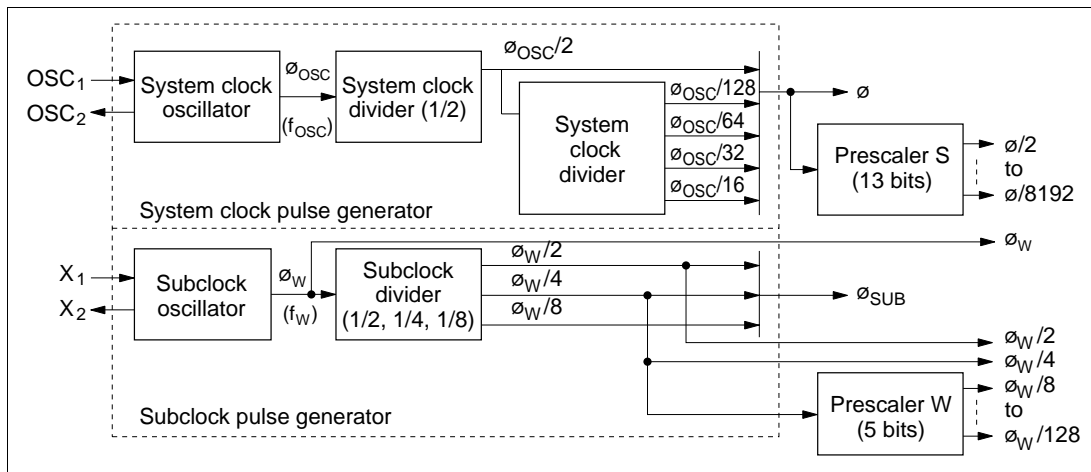 OSC1
OSC2
System clock
oscillator
øOSC
(fOSC)
System clock
divider (1/2)
øOSC/2
System
clock
divider
øOSC/128
øOSC/64
øOSC/32
øOSC/16
ø
Prescaler S
(13 bits)
ø/2
to
ø/8192
System clock pulse generator
X1
X2
Subclock
oscillator
øW
(fW)
Subclock
divider
(1/2, 1/4, 1/8)
øW/2
øW/4
øW/8
øW
øSUB
øW/2
øW/4
Prescaler W
(5 bits)
øW/8
to
øW/128
Subclock pulse generator